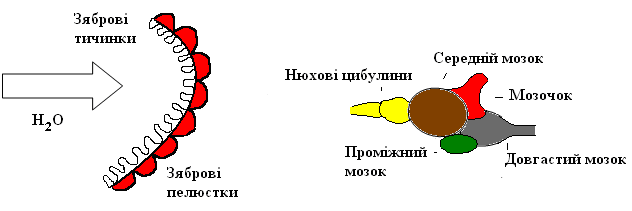 Зяброві
тичинки
H2O
Зяброві
пелюстки
Середній мозок
Нюхові цибулини
Мозочок
Проміжний
мозок
Довгастий мозок